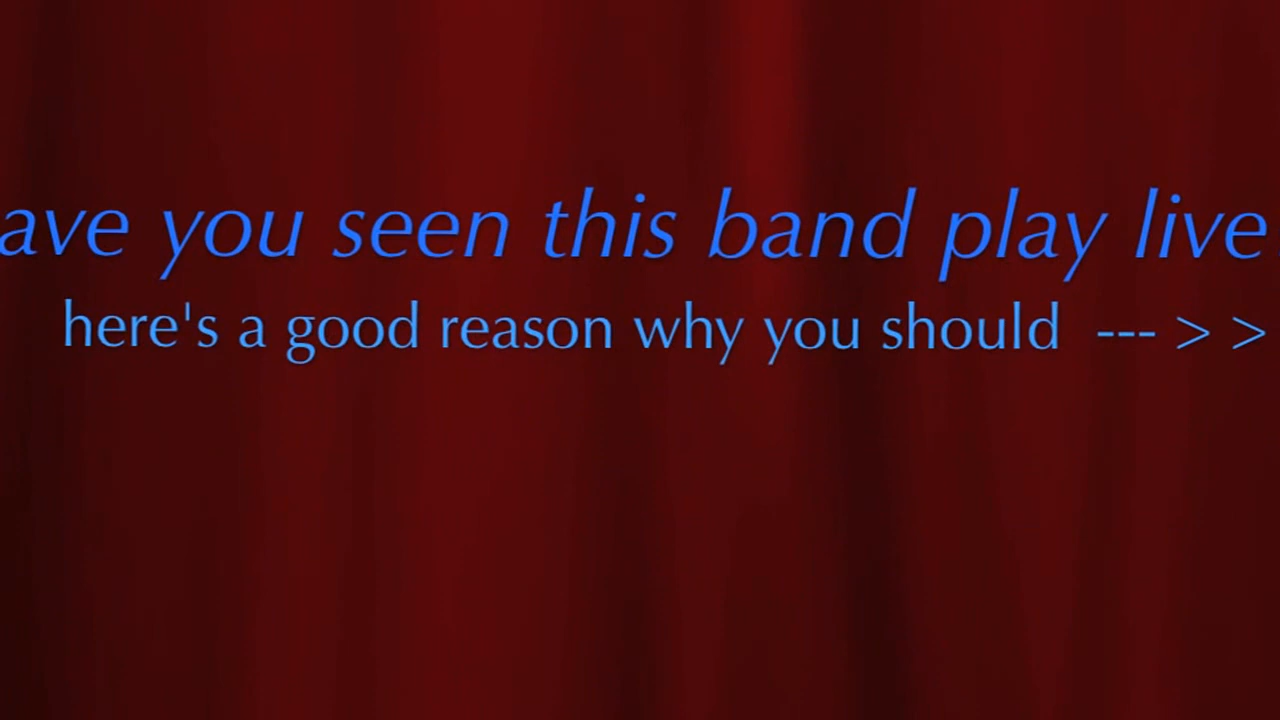 ave you seen this band play live
here's a good reason why you should --- > >